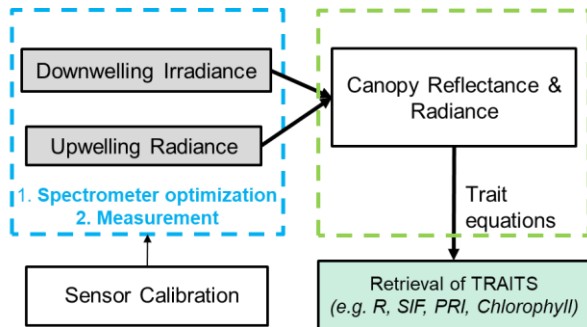 Downwelling Irradiance
Upwelling Radiance
1. Spectrometer optimization
2. Measurement
Sensor Calibration
Canopy Reflectance &
Radiance
Trait
equations
Retrieval of TRAITS
(e.g. R, SIF, PRI, Chlorophyll)